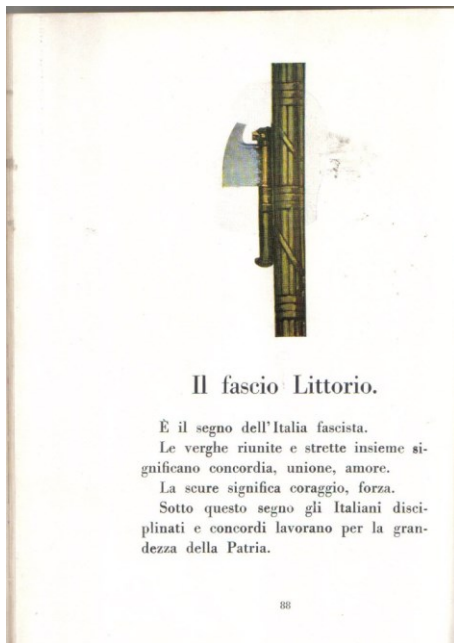 Il fascio Littorio.
È il segno dell'Italia fascista.
Le verghe riunite e strette insieme si-
gnificano concordia, unione, amore.
La scure significa coraggio, forza.
Sotto questo segno gli Italiani disci-
plinati e concordi lavorano per la gran-
dezza della Patria.
88